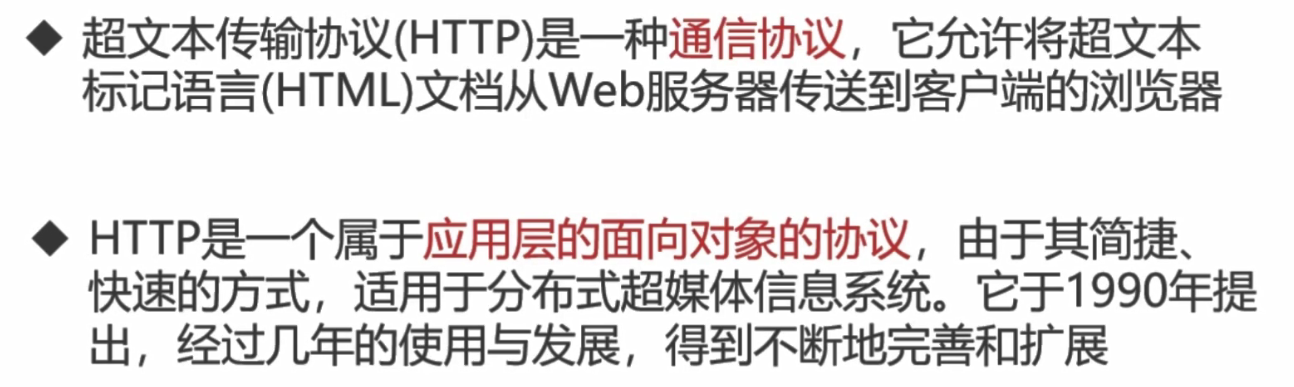 ◆ 超文本传输协议(HTTP)是一种通信协议，它允许将超文本
标记语言(HTML)文档从Web服务器传送到客户端的浏览器
◆ HTTP是一个属于应用层的面向对象的协议，由于其简捷、
快速的方式，适用于分布式超媒体信息系统。它于1990年提
出，经过几年的使用与发展，得到不断地完善和扩展